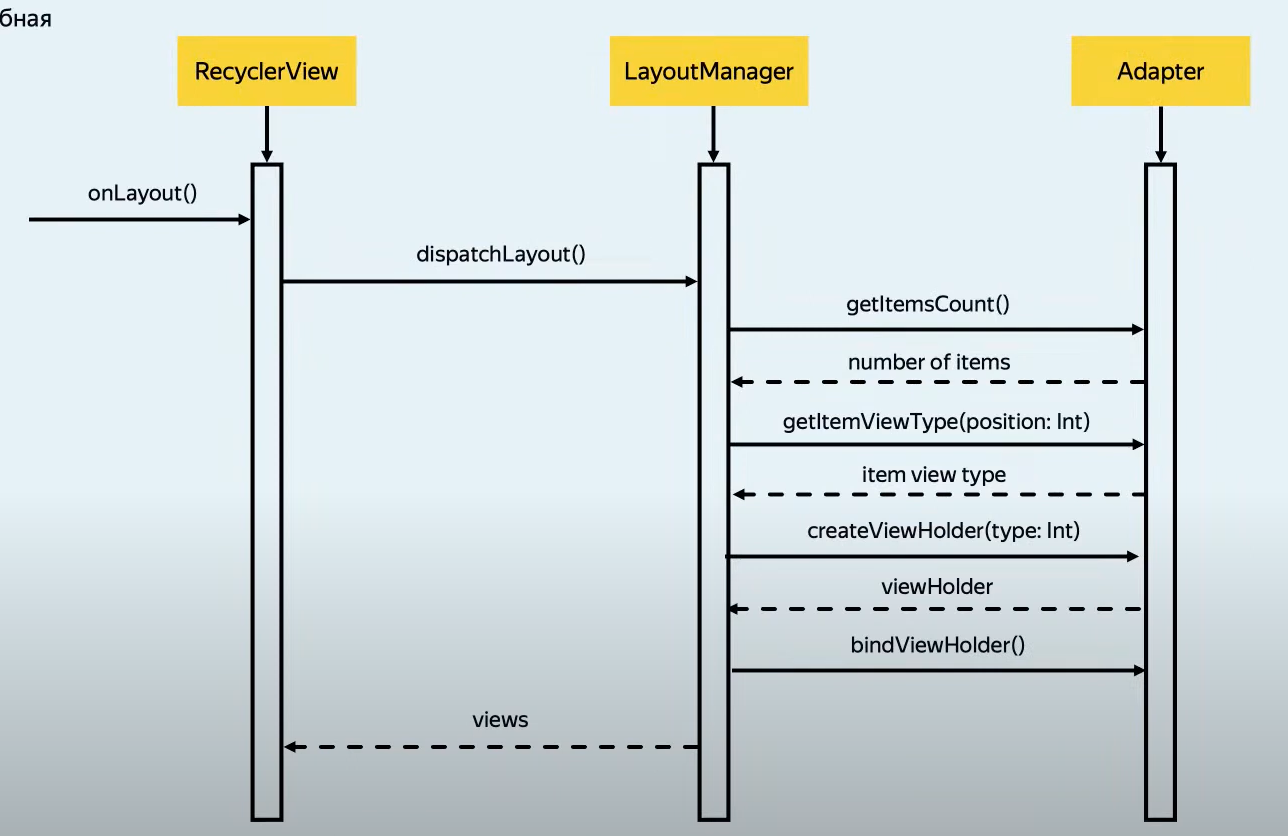 бная
RecyclerView
LayoutManager
Adapter
onLayout()
dispatchLayout()
getItemsCount()
number of items
getItemViewType(position: Int)
item view type
createViewHolder(type: Int)
viewHolder
bindViewHolder()
views